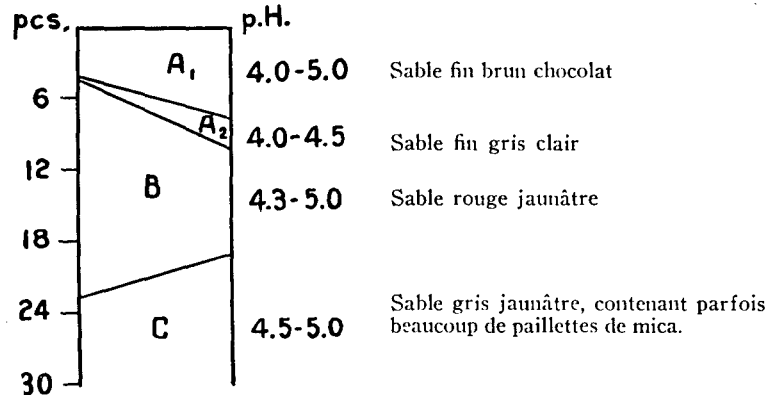 pcs. p.H.
A1 4.0-5.0 Sable fin brun chocolat
6
A2 4.0-4.5 Sable fin gris clair
12
B 4.3-5.0 Sable rouge jaunâtre
18
24
C 4.5-5.0 Sable gris jaunâtre, contenant parfois
beaucoup de paillettes de mica.
30